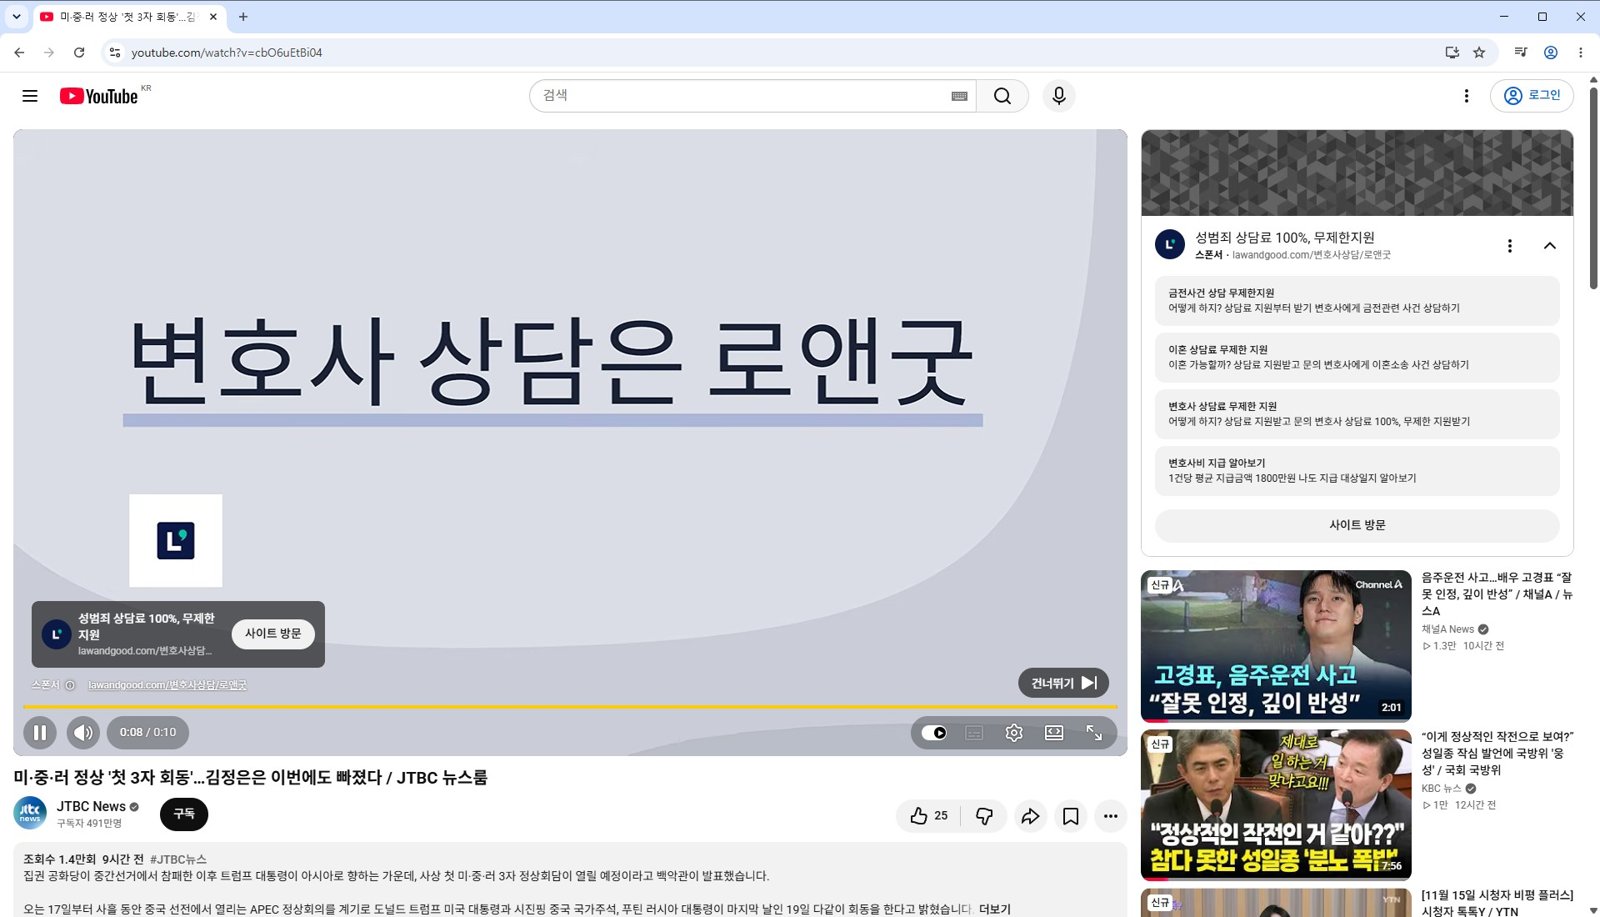 미·중·러 정상 '첫 3자 회동'...김
youtube.com/watch?v=cbO6uEtBi04
YouTube KR
검색
로그인
변호사 상담은 로앤굿
L'
성범죄 상담료 100%, 무제한
지원
lawandgood.com/변호사상담...
사이트 방문
스폰서
lawandgood.com/변호사상담/로앤굿
건너뛰기
0:08 / 0:10
미·중·러 정상 '첫 3자 회동'...김정은은 이번에도 빠졌다 / JTBC 뉴스룸
jtbc news
JTBC News
구독자 491만명
구독
25
조회수 1.4만회 9시간 전 #JTBC뉴스
집권 공화당이 중간선거에서 참패한 이후 트럼프 대통령이 아시아로 향하는 가운데, 사상 첫 미·중·러 3자 정상회담이 열릴 예정이라고 백악관이 발표했습니다.
오는 17일부터 사흘 동안 중국 선전에서 열리는 APEC 정상회의를 계기로 도널드 트럼프 미국 대통령과 시진핑 중국 국가주석, 푸틴 러시아 대통령이 마지막 날인 19일 다같이 회동을 한다고 밝혔습니다. 더보기
L'
성범죄 상담료 100%, 무제한지원
스폰서 · lawandgood.com/변호사상담/로앤굿
금전사건 상담 무제한지원
어떻게 하지? 상담료 지원부터 받기 변호사에게 금전관련 사건 상담하기
이혼 상담료 무제한 지원
이혼 가능할까? 상담료 지원받고 문의 변호사에게 이혼소송 사건 상담하기
변호사 상담료 무제한 지원
어떻게 하지? 상담료 지원받고 문의 변호사 상담료 100%, 무제한 지원받기
변호사비 지급 알아보기
1건당 평균 지급금액 1800만원 나도 지급 대상일지 알아보기
사이트 방문
신규
Channel A
고경표, 음주운전 사고
“잘못 인정, 깊이 반성”
2:01
음주운전 사고...배우 고경표 “잘
못 인정, 깊이 반성” / 채널A / 뉴
스A
채널A News
1.3만 10시간 전
신규
제대로
일 하는 거
맞냐고요!!!
"정상적인 작전인 거 같아??"
참다 못한 성일종 '분노 폭발'
7:56
“이게 정상적인 작전으로 보여?”
성일종 작심 발언에 국방위 '웅
성' / 국회 국방위
KBC 뉴스
1만 12시간 전
신규
YTN
[11월 15일 시청자 비평 플러스]
시청자 톡톡Y / YTN